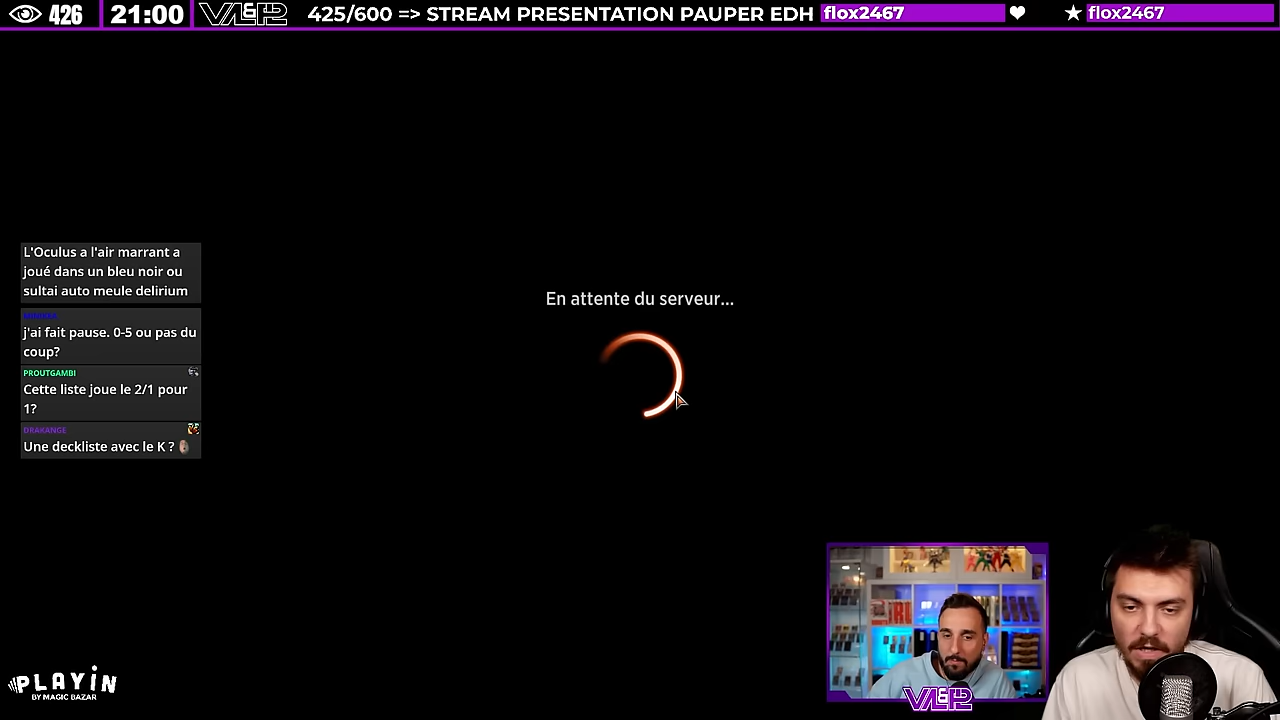 426
21:00
VAL&PL
425/600 => STREAM PRESENTATION PAUPER EDH
flox2467
flox2467
L'Oculus a l'air marrant a
joué dans un bleu noir ou
sultai auto meule delirium
j'ai fait pause. 0-5 ou pas du
coup?
PROUTGAMBI
Cette liste joue le 2/1 pour
1?
DRAKANGE
Une deckliste avec le K ?
En attente du serveur...
PLAYIN
BY MAGIC BAZAR